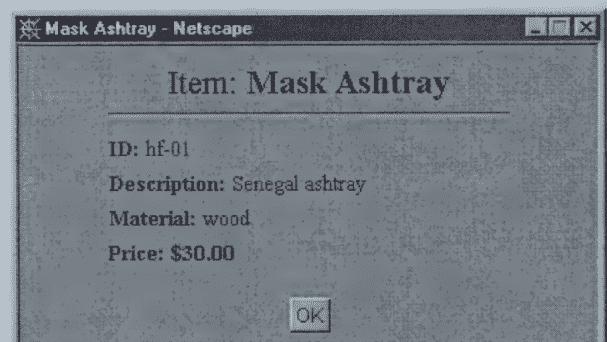 Mask Ashtray - Netscape
Item: Mask Ashtray
ID: hf-01
Description: Senegal ashtray
Material: wood
Price: $30.00
OK